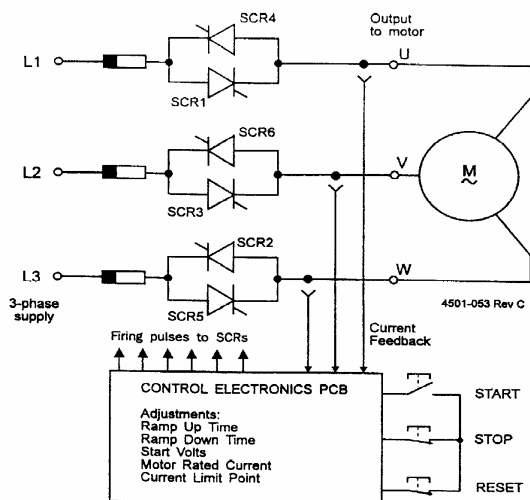 SCR4
Output
to motor
L1
U
SCR1
SCR6
L2
V
M
~
SCR3
SCR2
L3
W
3-phase
supply
SCR5
4501-053 Rev C
Firing pulses to SCRs
Current
Feedback
CONTROL ELECTRONICS PCB
Adjustments:
Ramp Up Time
Ramp Down Time
Start Volts
Motor Rated Current
Current Limit Point
START
STOP
RESET